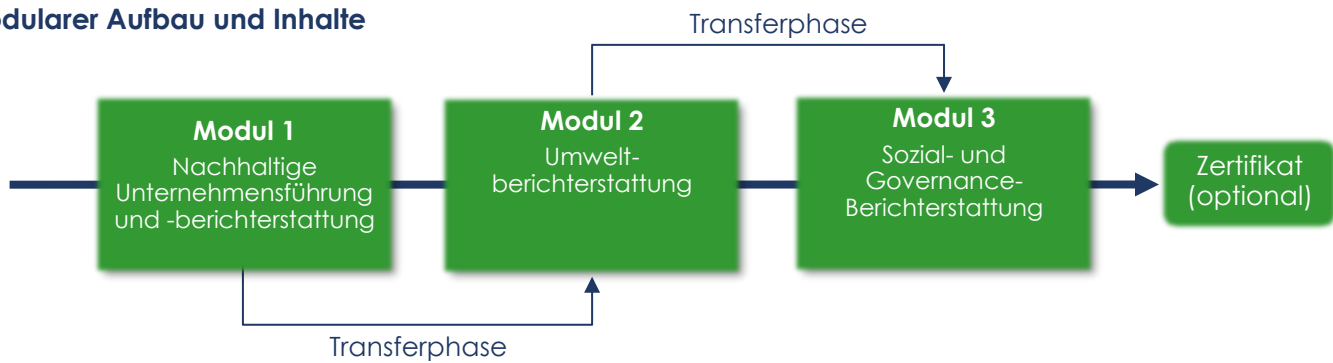 odularer Aufbau und Inhalte
Transferphase
Modul 1
Nachhaltige
Unternehmensführung
und -berichterstattung
Modul 2
Umwelt-
berichterstattung
Modul 3
Sozial- und
Governance-
Berichterstattung
Zertifikat
(optional)
Transferphase